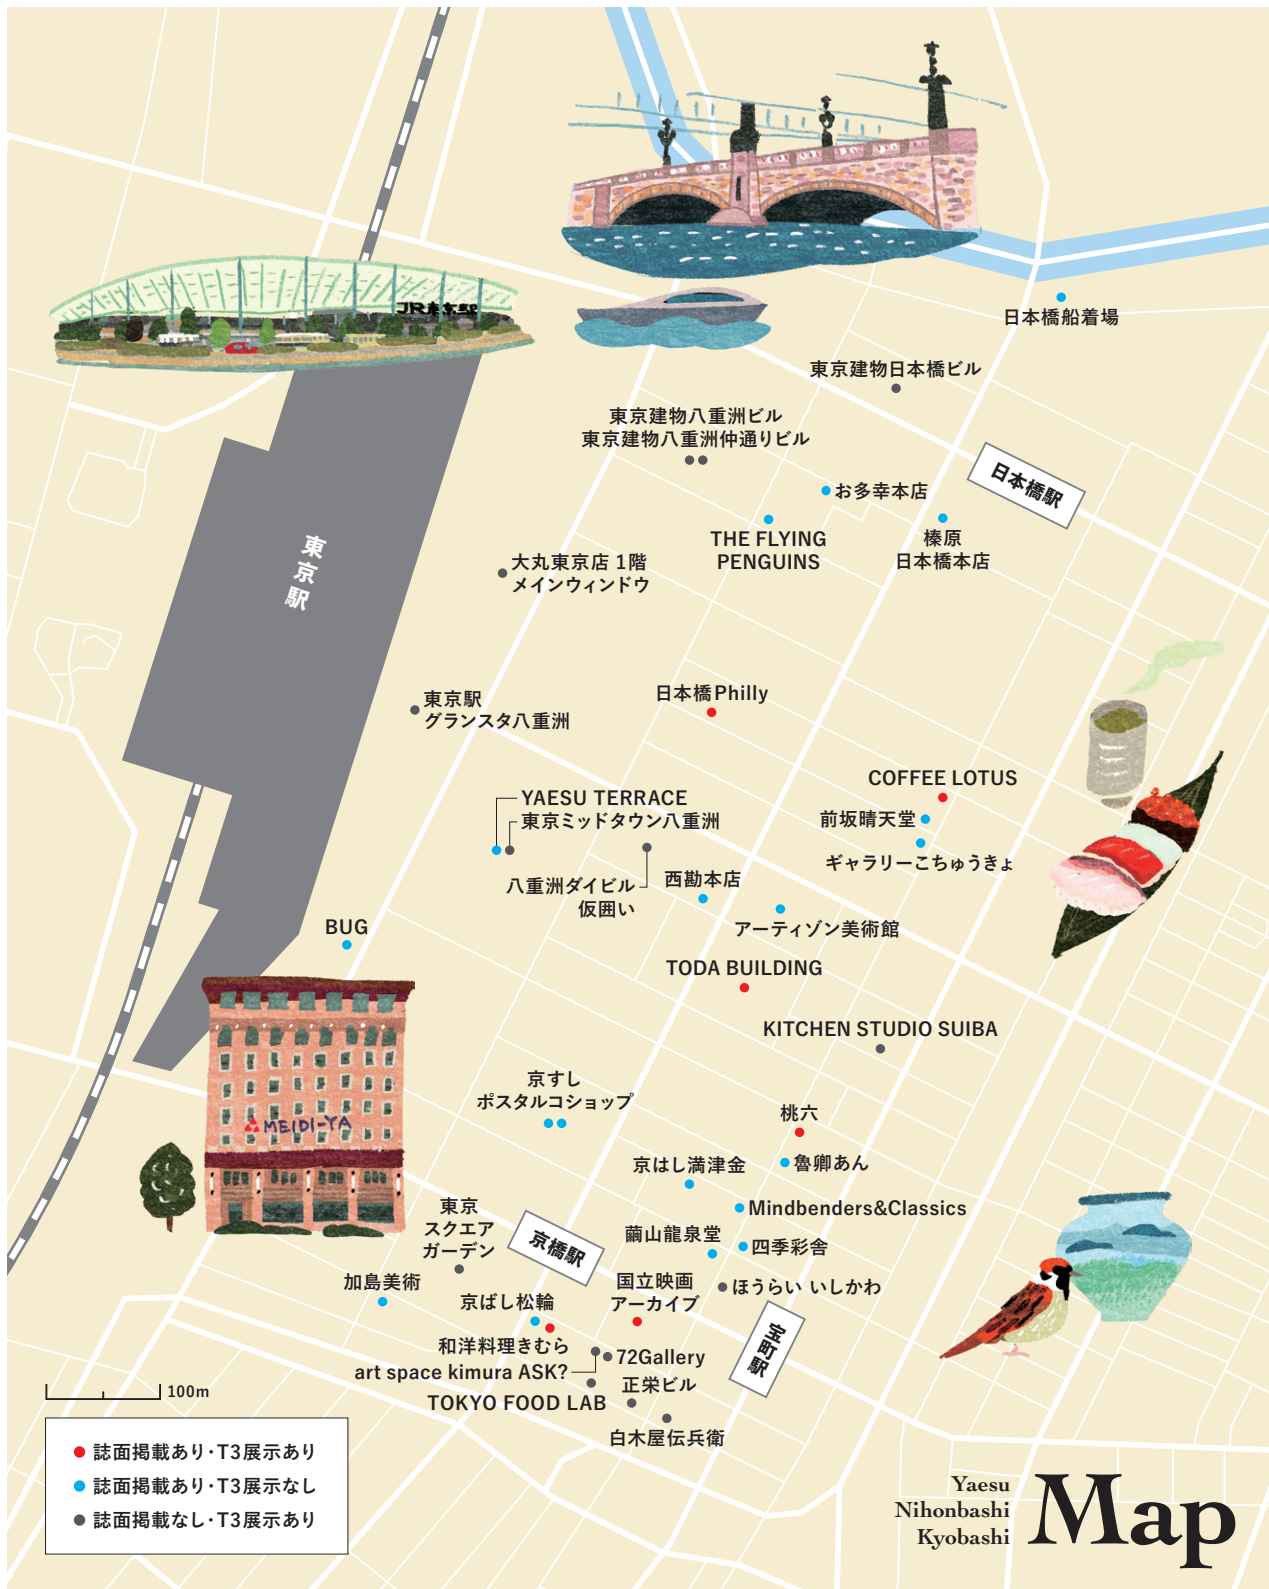 JR東京駅
日本橋船着場
東京建物日本橋ビル
東京建物八重洲ビル
東京建物八重洲仲通りビル
日本橋駅
お多幸本店
THE FLYING
PENGUINS
榛原
日本橋本店
東京駅
大丸東京店 1階
メインウィンドウ
東京駅
グランスタ八重洲
日本橋Philly
COFFEE LOTUS
前坂晴天堂
ギャラリーこちゅうきょ
YAESU TERRACE
東京ミッドタウン八重洲
八重洲ダイビル
仮囲い
西勘本店
アーティゾン美術館
BUG
TODA BUILDING
KITCHEN STUDIO SUIBA
MEIDI-YA
京すし
ポスタルコショップ
桃六
魯卿あん
京はし満津金
Mindbenders&Classics
東京
スクエア
ガーデン
京橋駅
繭山龍泉堂
四季彩舎
加島美術
国立映画
アーカイブ
ほうらい いしかわ
京ばし松輪
宝町駅
和洋料理きむら
art space kimura ASK?
72Gallery
正栄ビル
TOKYO FOOD LAB
白木屋伝兵衛
100m
誌面掲載あり・T3展示あり
誌面掲載あり・T3展示なし
誌面掲載なし・T3展示あり
Yaesu
Nihonbashi
Kyobashi
Map